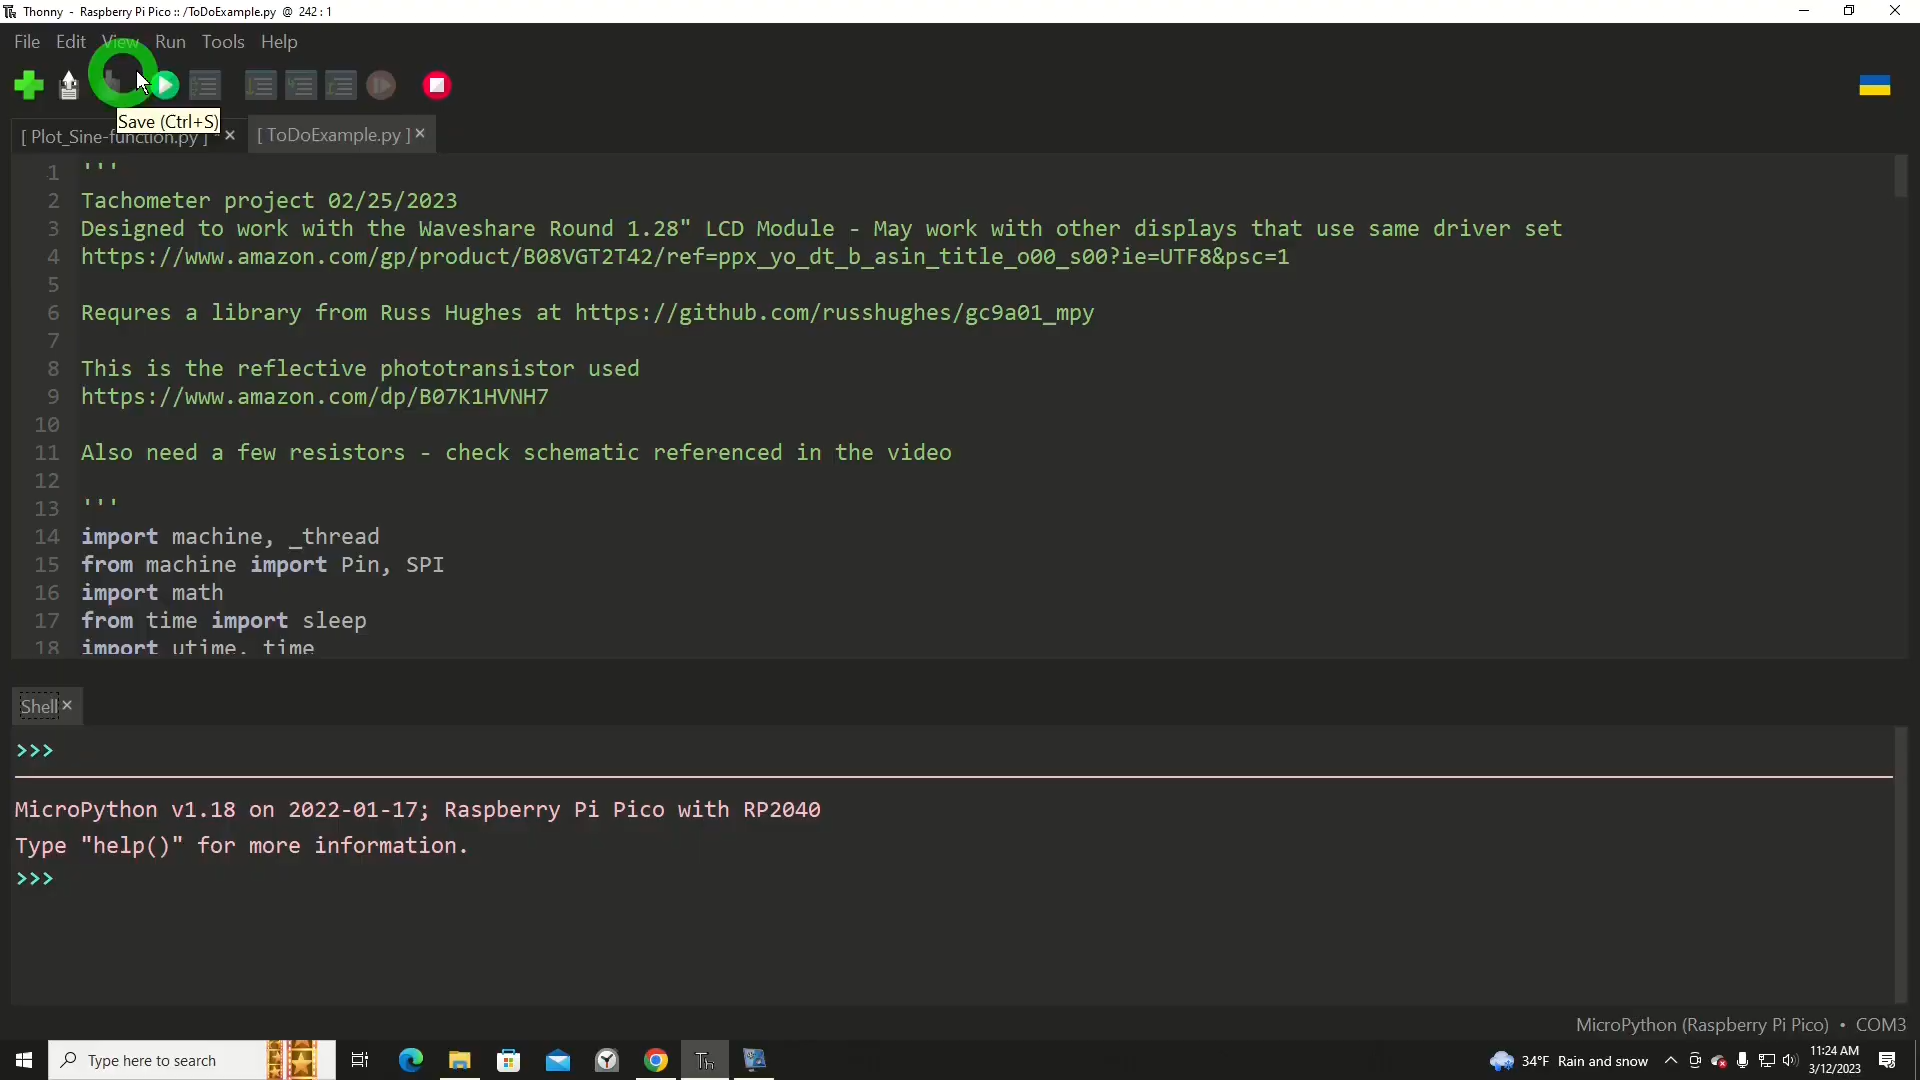 Thonny - Raspberry Pi Pico :: /ToDoExample.py @ 242 : 1
File Edit View Run Tools Help
Save (Ctrl+S)
[ Plot_Sine-function.py ] * × [ ToDoExample.py ] ×
1 '''
2 Tachometer project 02/25/2023
3 Designed to work with the Waveshare Round 1.28" LCD Module - May work with other displays that use same driver set
4 https://www.amazon.com/gp/product/B08VGT2T42/ref=ppx_yo_dt_b_asin_title_o00_s00?ie=UTF8&psc=1
5
6 Requres a library from Russ Hughes at https://github.com/russhughes/gc9a01_mpy
7
8 This is the reflective phototransistor used
9 https://www.amazon.com/dp/B07K1HVNH7
10
11 Also need a few resistors - check schematic referenced in the video
12
13 '''
14 import machine, _thread
15 from machine import Pin, SPI
16 import math
17 from time import sleep
18 import utime, time
Shell ×
>>>
MicroPython v1.18 on 2022-01-17; Raspberry Pi Pico with RP2040
Type "help()" for more information.
>>>
MicroPython (Raspberry Pi Pico) • COM3
Type here to search
Th
34°F Rain and snow
11:24 AM
3/12/2023